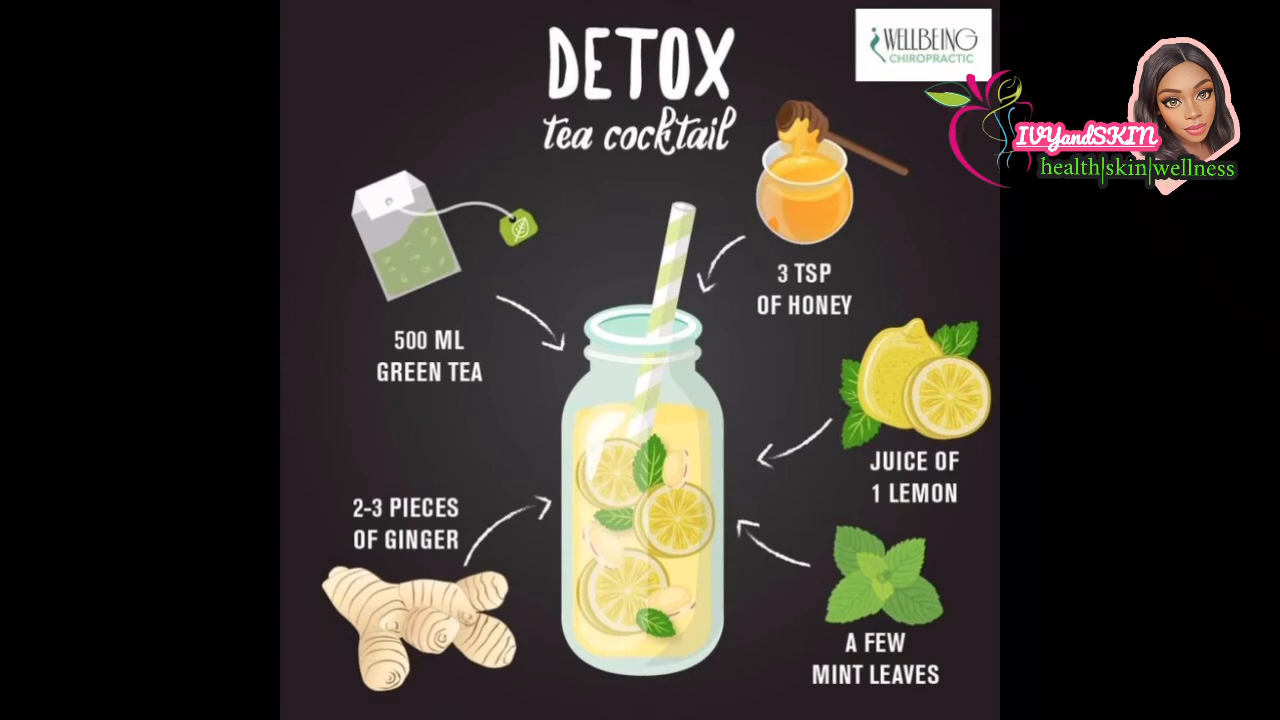 DETOX
tea cocktail
WELLBEING
CHIROPRACTIC
IVYandSKIN
health|skin|wellness
3 TSP
OF HONEY
500 ML
GREEN TEA
JUICE OF
1 LEMON
2-3 PIECES
OF GINGER
A FEW
MINT LEAVES